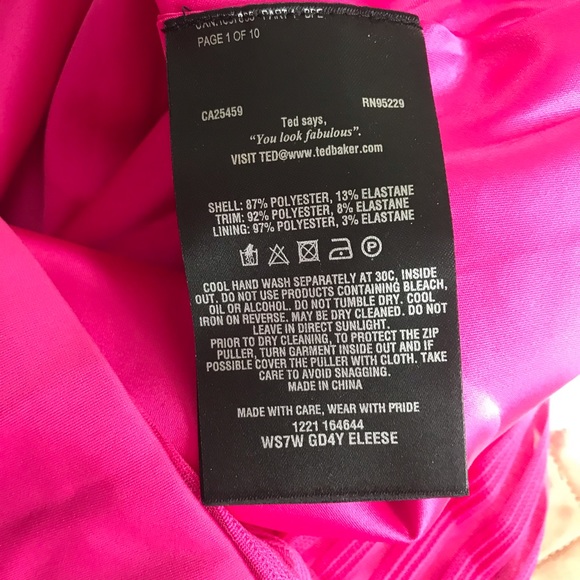 PAGE 1 OF 10
CA25459 RN95229
Ted says,
"You look fabulous".
VISIT TED@www.tedbaker.com
SHELL: 87% POLYESTER, 13% ELASTANE
TRIM: 92% POLYESTER, 8% ELASTANE
LINING: 97% POLYESTER, 3% ELASTANE
COOL HAND WASH SEPARATELY AT 30C, INSIDE
OUT. DO NOT USE PRODUCTS CONTAINING BLEACH,
OIL OR ALCOHOL. DO NOT TUMBLE DRY. COOL
IRON ON REVERSE. MAY BE DRY CLEANED. DO NOT
LEAVE IN DIRECT SUNLIGHT.
PRIOR TO DRY CLEANING, TO PROTECT THE ZIP
PULLER, TURN GARMENT INSIDE OUT AND IF
POSSIBLE COVER THE PULLER WITH CLOTH. TAKE
CARE TO AVOID SNAGGING.
MADE IN CHINA
MADE WITH CARE, WEAR WITH PRIDE
1221 164644
WS7W GD4Y ELEESE